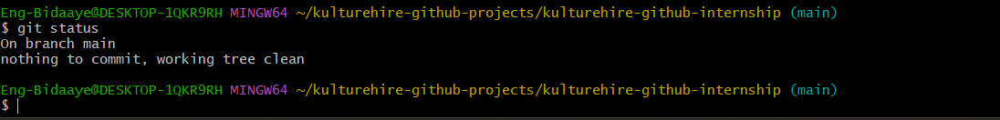 Eng-Bidaaye@DESKTOP-1QKR9RH MINGW64 ~/kulturehire-github-projects/kulturehire-github-internship (main)
$ git status
On branch main
nothing to commit, working tree clean
Eng-Bidaaye@DESKTOP-1QKR9RH MINGW64 ~/kulturehire-github-projects/kulturehire-github-internship (main)
$